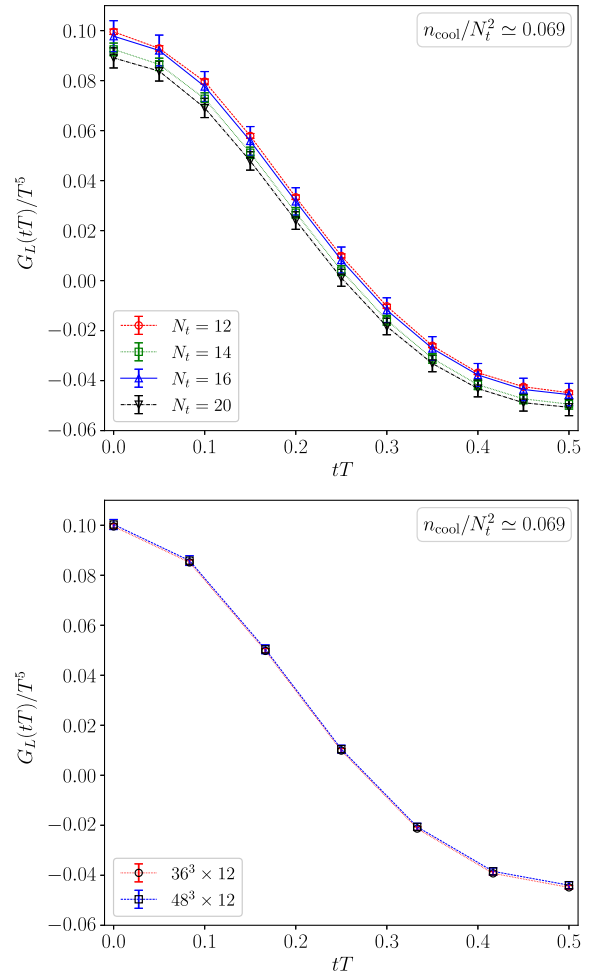 n_cool/N_t^2 ≃ 0.069
0.10
0.08
0.06
0.04
0.02
0.00
−0.02
−0.04
−0.06
G_L(tT)/T^5
N_t = 12
N_t = 14
N_t = 16
N_t = 20
0.0 0.1 0.2 0.3 0.4 0.5
tT
n_cool/N_t^2 ≃ 0.069
0.10
0.08
0.06
0.04
0.02
0.00
−0.02
−0.04
−0.06
G_L(tT)/T^5
36^3 × 12
48^3 × 12
0.0 0.1 0.2 0.3 0.4 0.5
tT